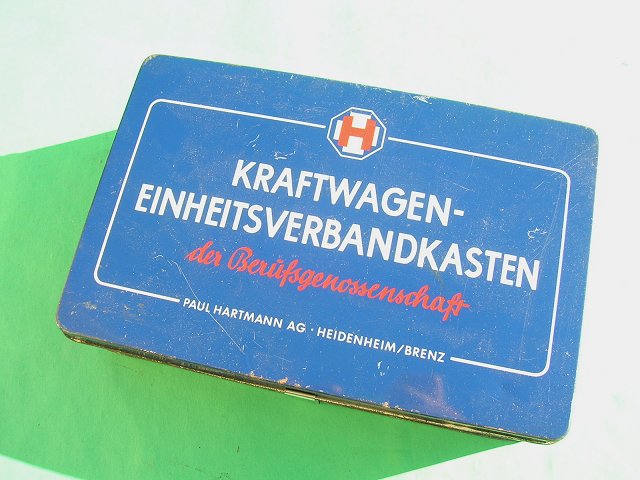 H
KRAFTWAGEN-
EINHEITSVERBANDKASTEN
der Berufsgenossenschaft
PAUL HARTMANN AG · HEIDENHEIM/BRENZ